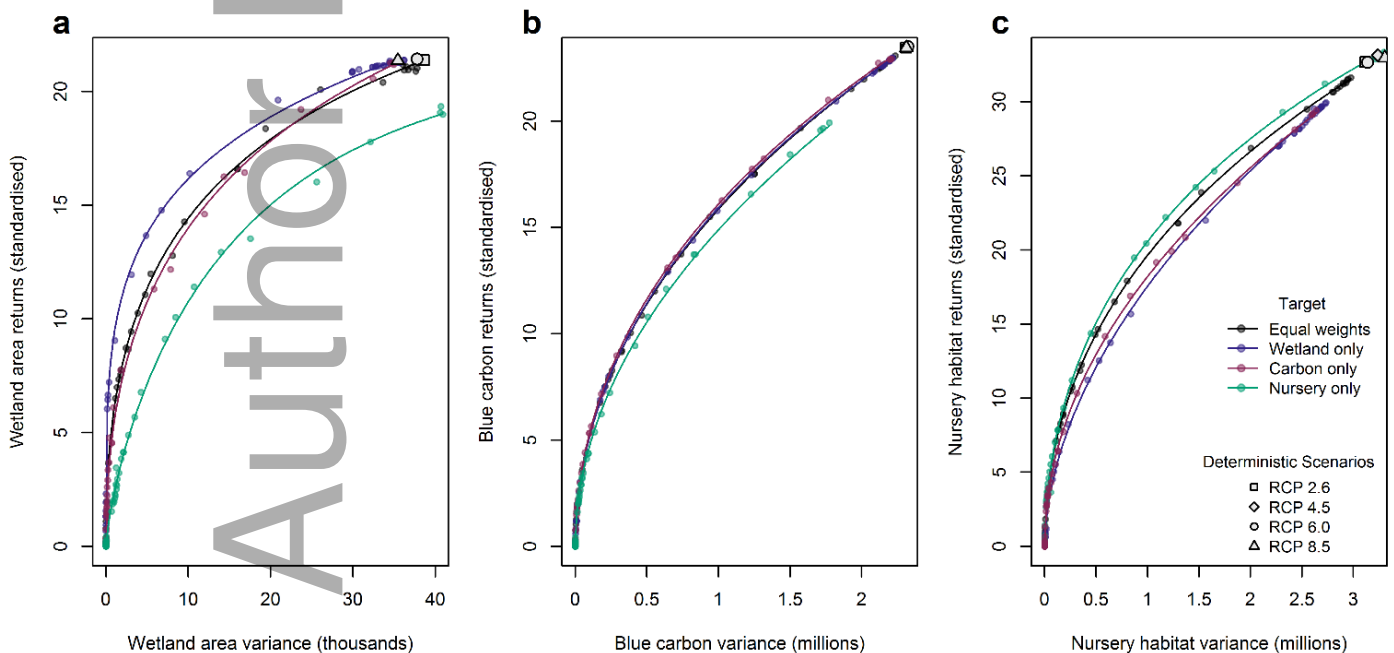 a
b
c
Author
Wetland area returns (standardised)
0
5
10
15
20
0
10
20
30
40
Wetland area variance (thousands)
Blue carbon returns (standardised)
0
5
10
15
20
0
0.5
1
1.5
2
Blue carbon variance (millions)
Nursery habitat returns (standardised)
0
5
10
15
20
25
30
0
0.5
1
1.5
2
2.5
3
Nursery habitat variance (millions)
Target
Equal weights
Wetland only
Carbon only
Nursery only
Deterministic Scenarios
RCP 2.6
RCP 4.5
RCP 6.0
RCP 8.5